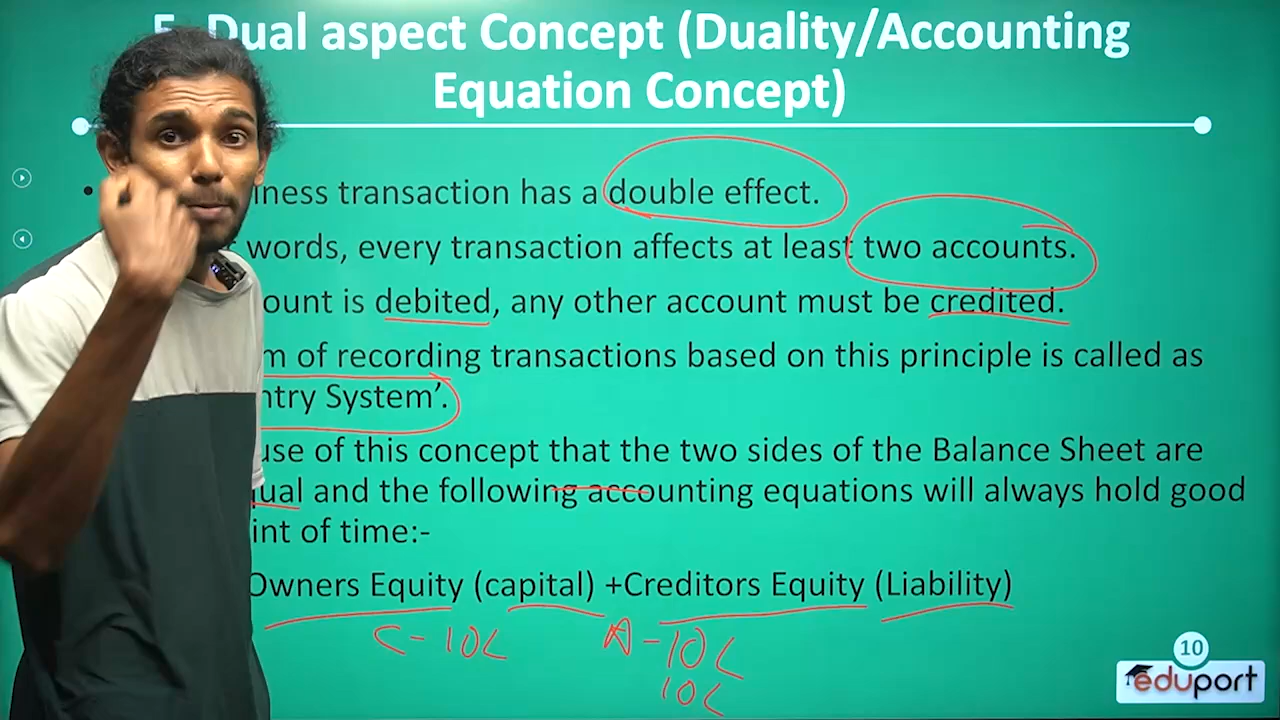 5. Dual aspect Concept (Duality/Accounting
Equation Concept)
iness transaction has a double effect.
words, every transaction affects at least two accounts.
ount is debited, any other account must be credited.
m of recording transactions based on this principle is called as
ntry System’.
use of this concept that the two sides of the Balance Sheet are
qual and the following accounting equations will always hold good
int of time:-
Owners Equity (capital) +Creditors Equity (Liability)
C - 10L A - 10L
10L
10
eduport